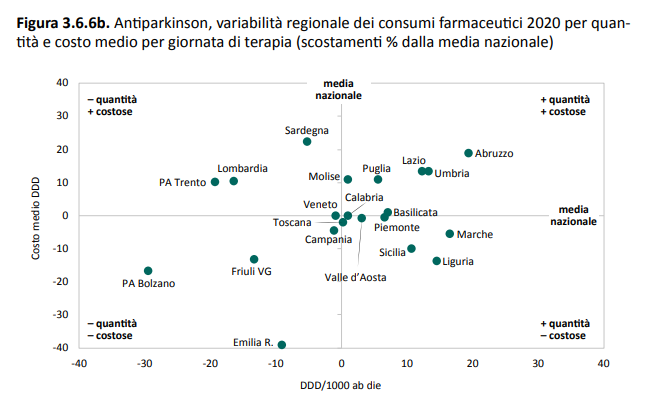 Figura 3.6.6b. Antiparkinson, variabilità regionale dei consumi farmaceutici 2020 per quan-
tità e costo medio per giornata di terapia (scostamenti % dalla media nazionale)
40
media
nazionale
– quantità
+ costose
+ quantità
+ costose
30
Sardegna
20
Abruzzo
Lazio
Umbria
Puglia
Molise
Lombardia
PA Trento
10
Calabria
Veneto
Basilicata
media
nazionale
0
Toscana
Piemonte
Campania
Marche
Costo medio DDD
-10
Sicilia
Liguria
Friuli VG
Valle d’Aosta
PA Bolzano
-20
-30
– quantità
– costose
+ quantità
– costose
Emilia R.
-40
-40 -30 -20 -10 0 10 20 30 40
DDD/1000 ab die